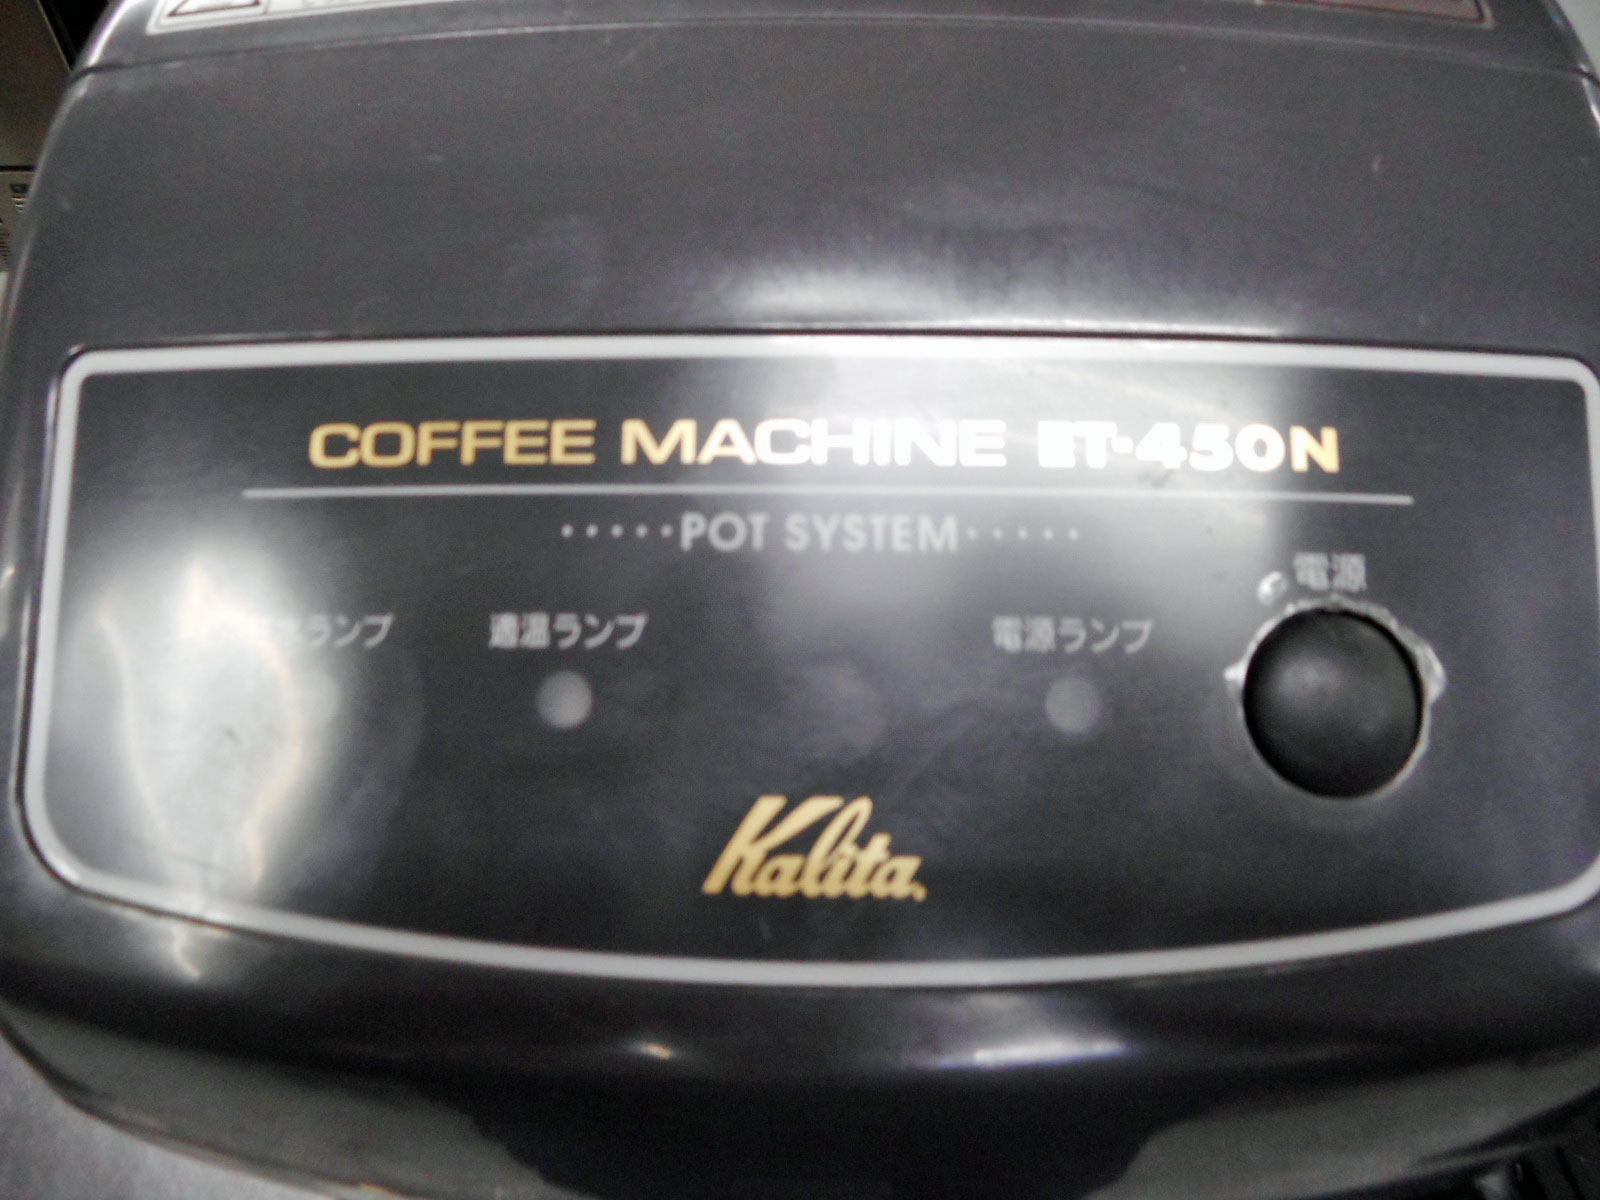 COFFEE MACHINE ET-450N
·····POT SYSTEM·····
電源
ランプ 適温ランプ 電源ランプ
Kalita